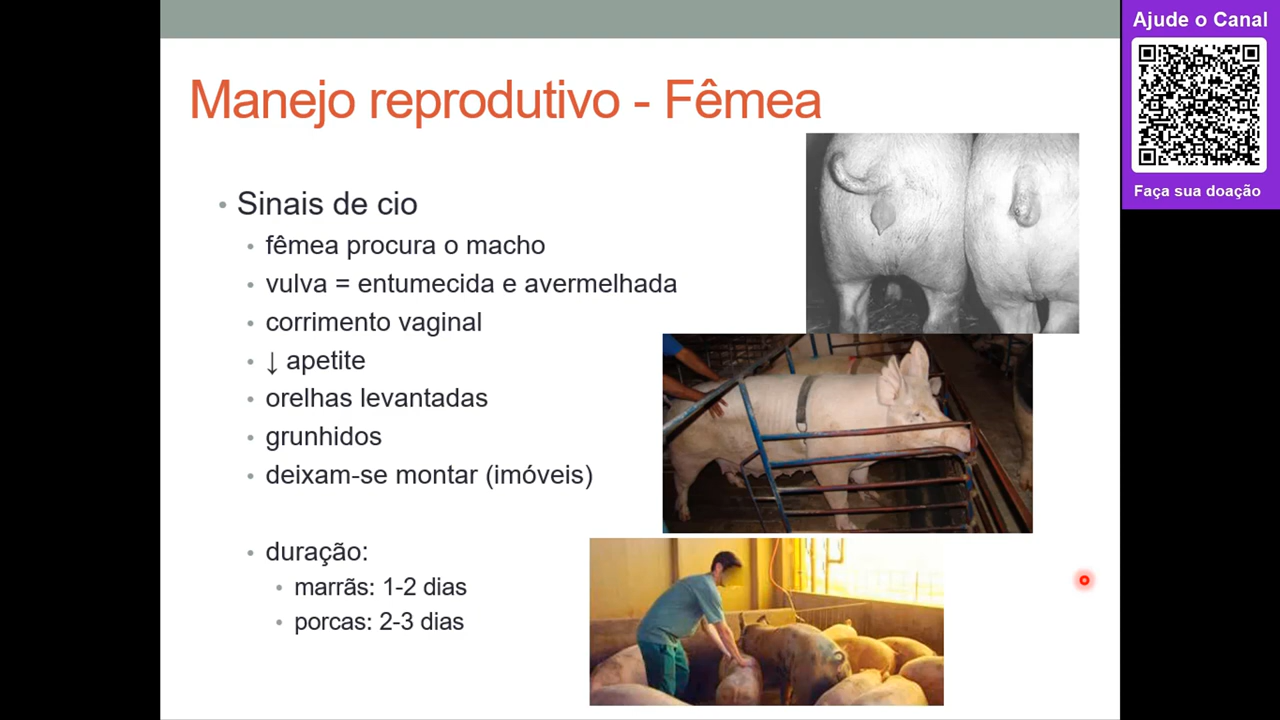 Manejo reprodutivo - Fêmea
Sinais de cio
fêmea procura o macho
vulva = entumecida e avermelhada
corrimento vaginal
↓ apetite
orelhas levantadas
grunhidos
deixam-se montar (imóveis)
duração:
marrãs: 1-2 dias
porcas: 2-3 dias
Ajude o Canal
Faça sua doação